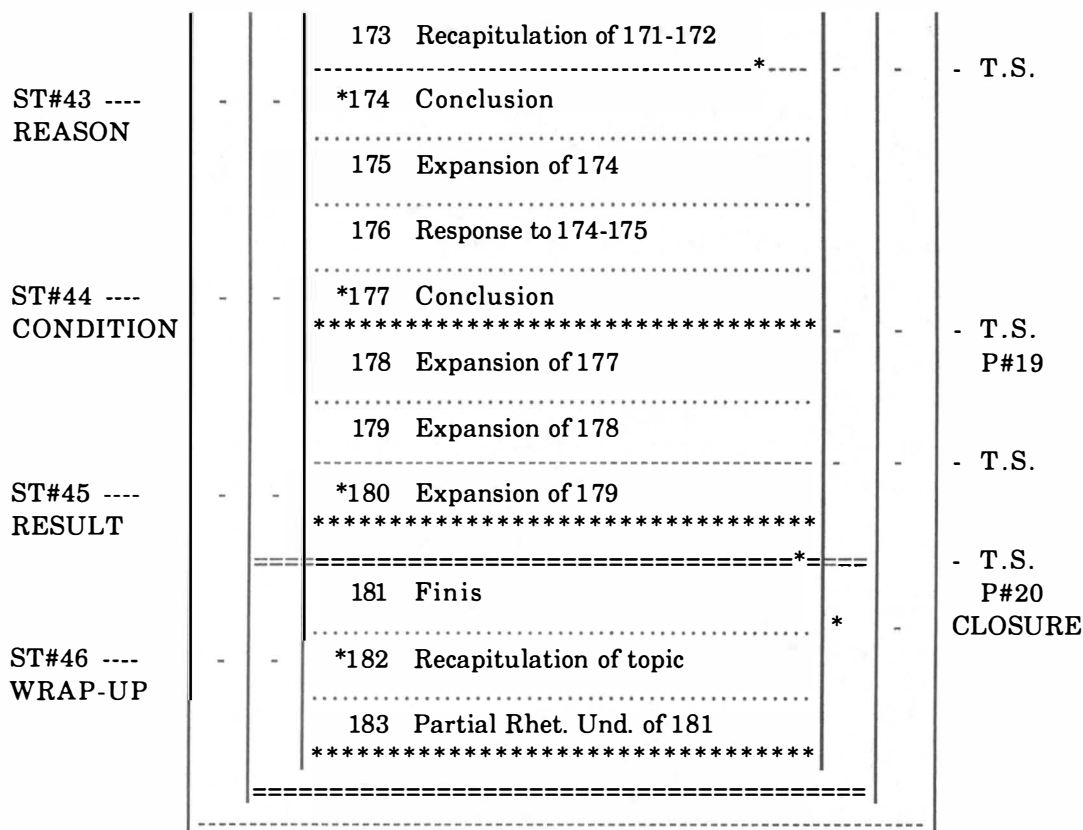 173 Recapitulation of 171-172
- T.S.
ST#43 ---- *174 Conclusion
REASON
175 Expansion of 174
176 Response to 174-175
ST#44 ---- *177 Conclusion
CONDITION ********************************* - T.S.
178 Expansion of 177 P#19
179 Expansion of 178
- T.S.
ST#45 ---- *180 Expansion of 179
RESULT *********************************
- T.S.
181 Finis P#20
* - CLOSURE
ST#46 ---- *182 Recapitulation of topic
WRAP-UP
183 Partial Rhet. Und. of 181
*********************************